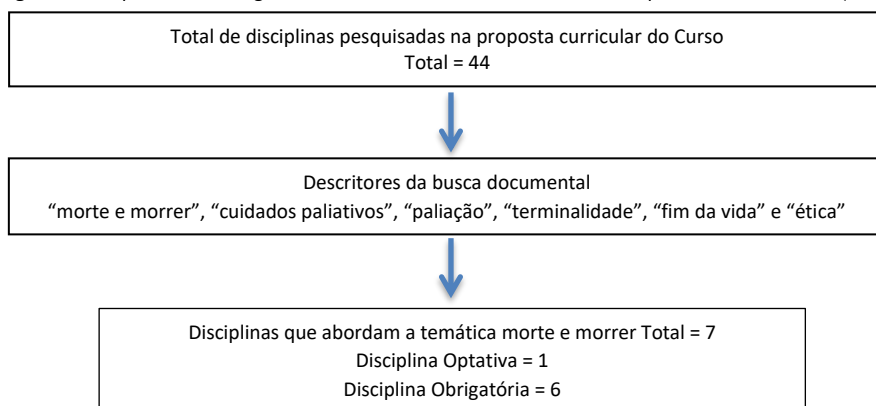 Total de disciplinas pesquisadas na proposta curricular do Curso
Total = 44
Descritores da busca documental
“morte e morrer”, “cuidados paliativos”, “paliação”, “terminalidade”, “fim da vida” e “ética”
Disciplinas que abordam a temática morte e morrer Total = 7
Disciplina Optativa = 1
Disciplina Obrigatória = 6